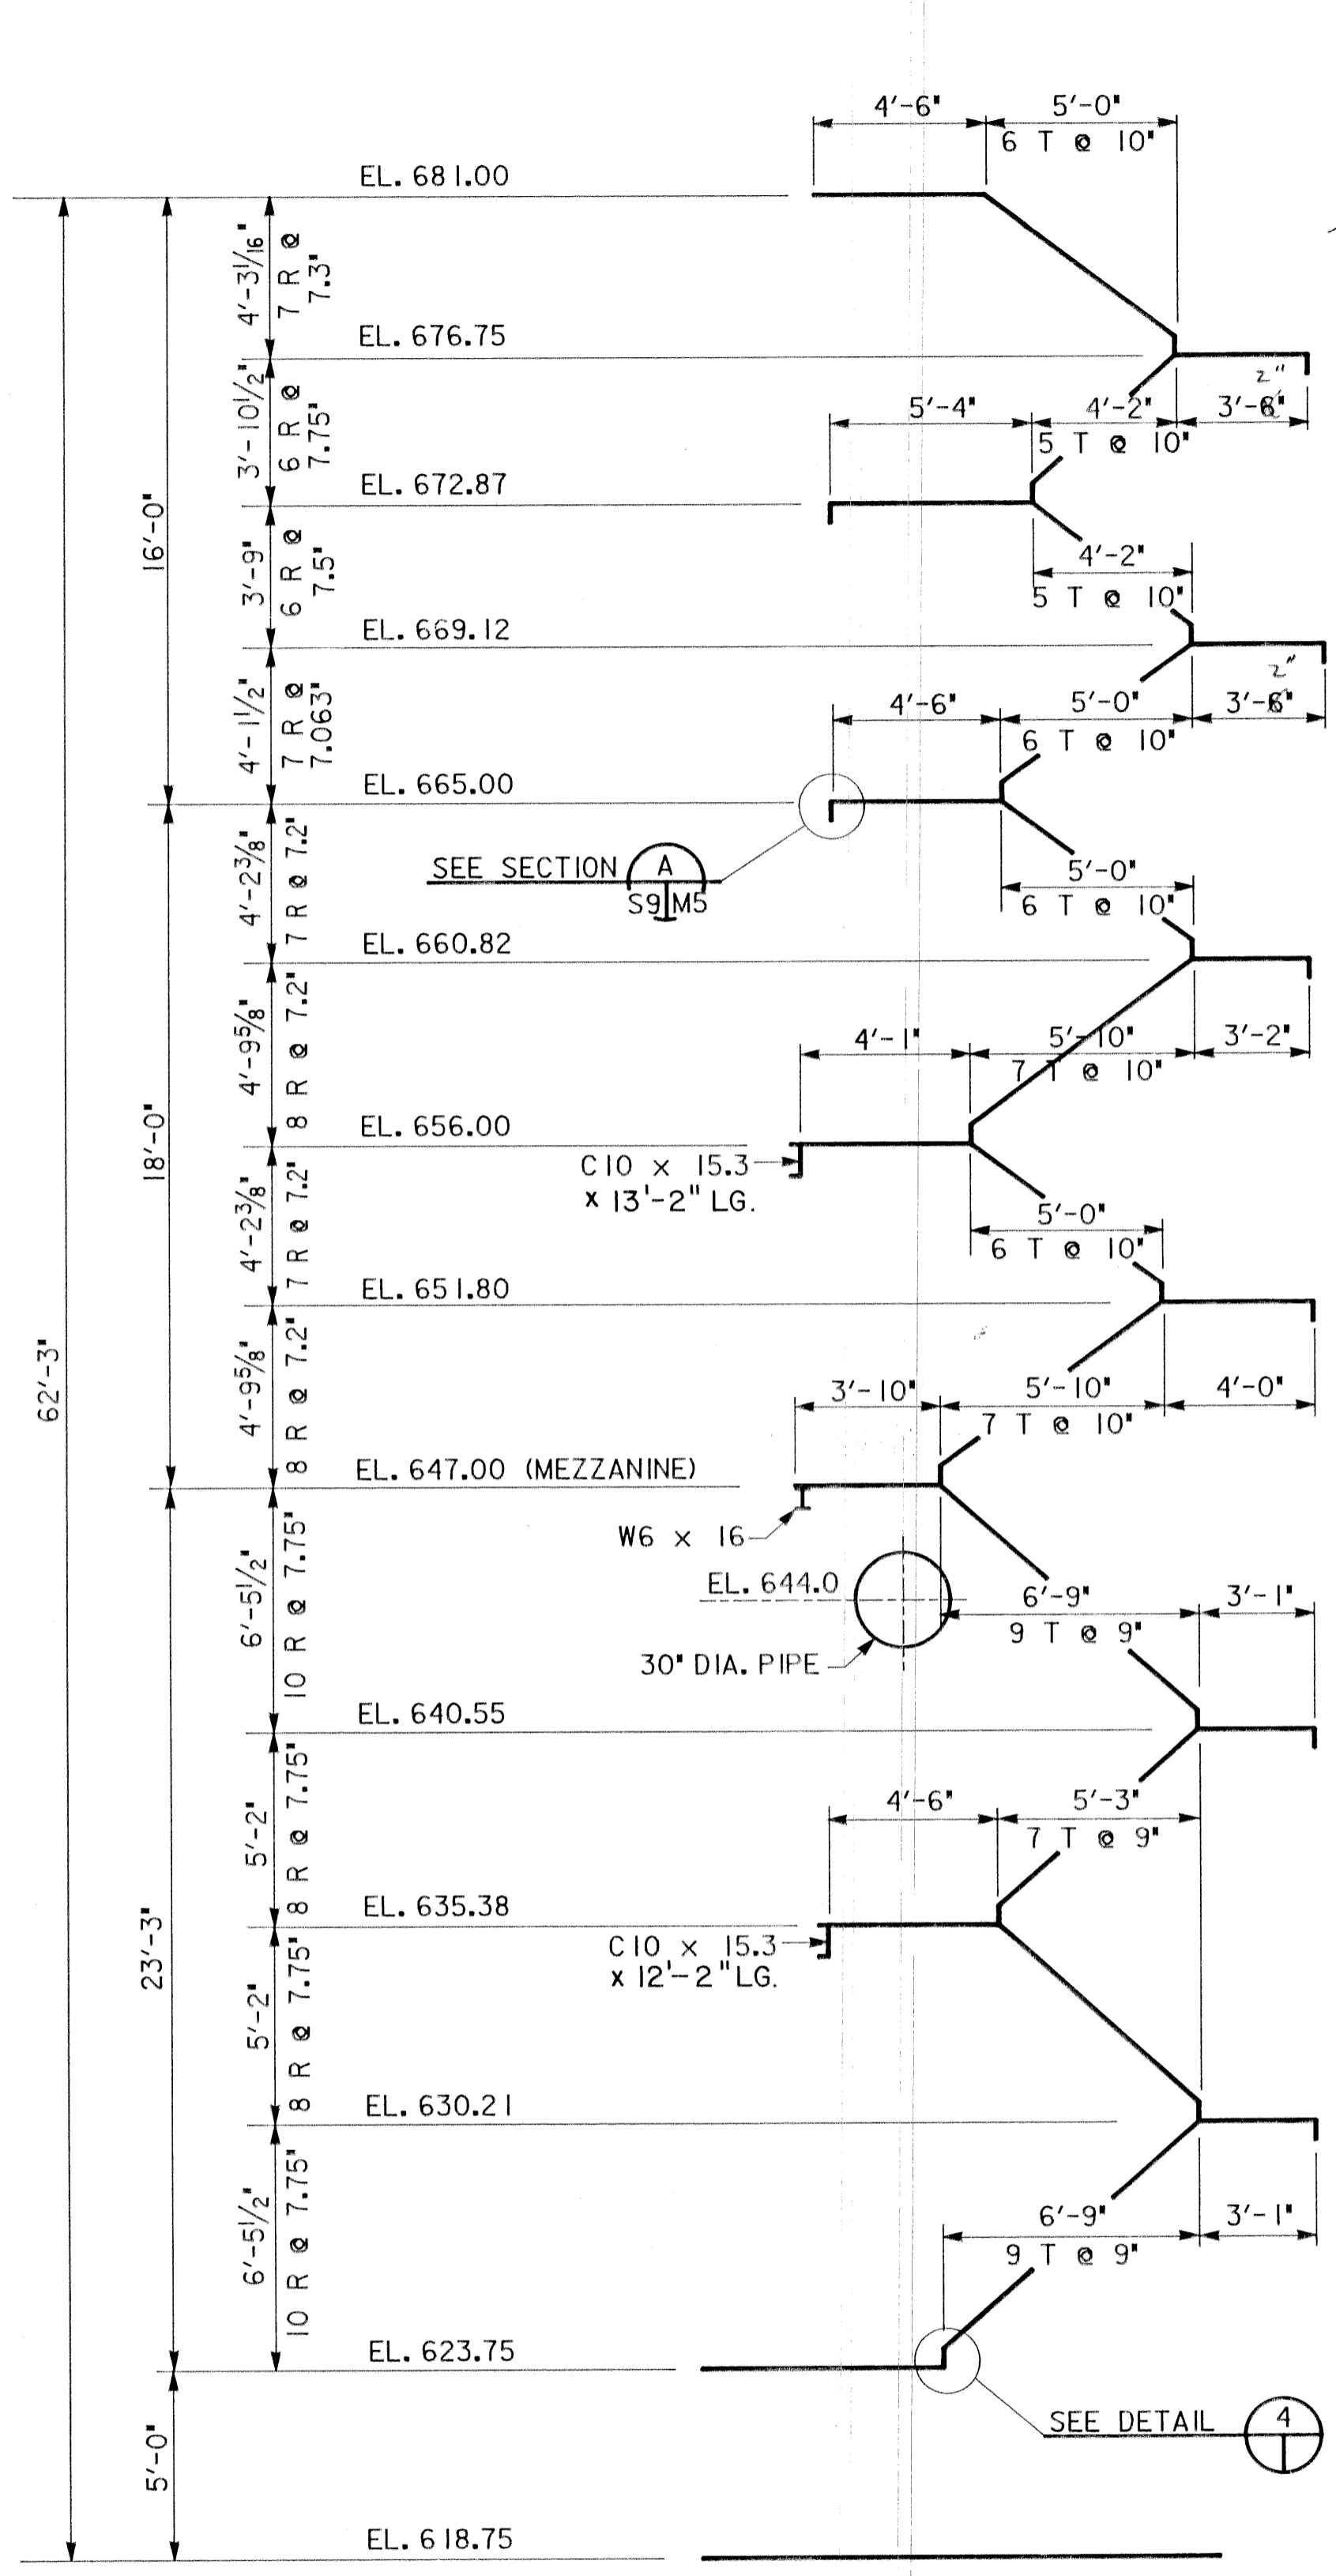 4'-6" 5'-0"
6 T @ 10"
EL. 681.00
4'-3 1/16"
7 R @
7.3"
EL. 676.75
2"
5'-4" 4'-2" 3'-6"
5 T @ 10"
3'-10 1/2"
6 R @
7.75"
EL. 672.87
16'-0"
4'-2"
5 T @ 10"
3'-9"
6 R @
7.5"
EL. 669.12
2"
4'-6" 5'-0" 3'-6"
6 T @ 10"
4'-1 1/2"
7 R @
7.063"
EL. 665.00
SEE SECTION A
S9 M5
5'-0"
6 T @ 10"
4'-2 3/8"
7 R @ 7.2"
EL. 660.82
4'-1" 5'-10" 3'-2"
7 T @ 10"
4'-9 5/8"
8 R @ 7.2"
EL. 656.00
18'-0"
C10 x 15.3
x 13'-2" LG.
5'-0"
6 T @ 10"
4'-2 3/8"
7 R @ 7.2"
EL. 651.80
62'-3"
3'-10" 5'-10" 4'-0"
7 T @ 10"
4'-9 5/8"
8 R @ 7.2"
EL. 647.00 (MEZZANINE)
W6 x 16
EL. 644.0
6'-9" 3'-1"
9 T @ 9"
30" DIA. PIPE
6'-5 1/2"
10 R @ 7.75"
EL. 640.55
4'-6" 5'-3"
7 T @ 9"
5'-2"
8 R @ 7.75"
EL. 635.38
23'-3"
C10 x 15.3
x 12'-2" LG.
5'-2"
8 R @ 7.75"
EL. 630.21
6'-9" 3'-1"
9 T @ 9"
6'-5 1/2"
10 R @ 7.75"
EL. 623.75
SEE DETAIL 4
5'-0"
EL. 618.75